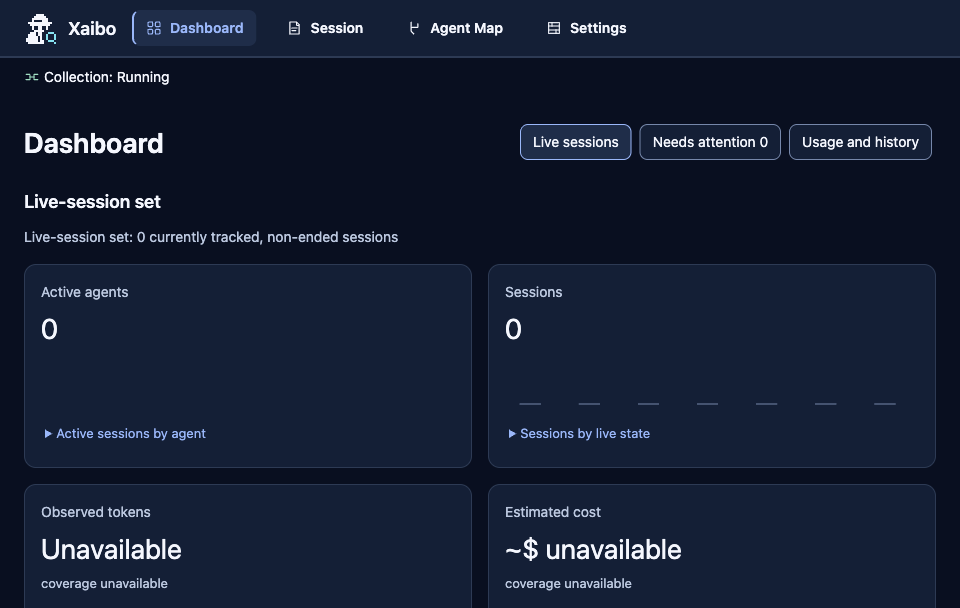 Xaibo
Dashboard
Session
Agent Map
Settings
Collection: Running
Dashboard
Live sessions
Needs attention 0
Usage and history
Live-session set
Live-session set: 0 currently tracked, non-ended sessions
Active agents
0
Active sessions by agent
Sessions
0
Sessions by live state
Observed tokens
Unavailable
coverage unavailable
Estimated cost
~$ unavailable
coverage unavailable